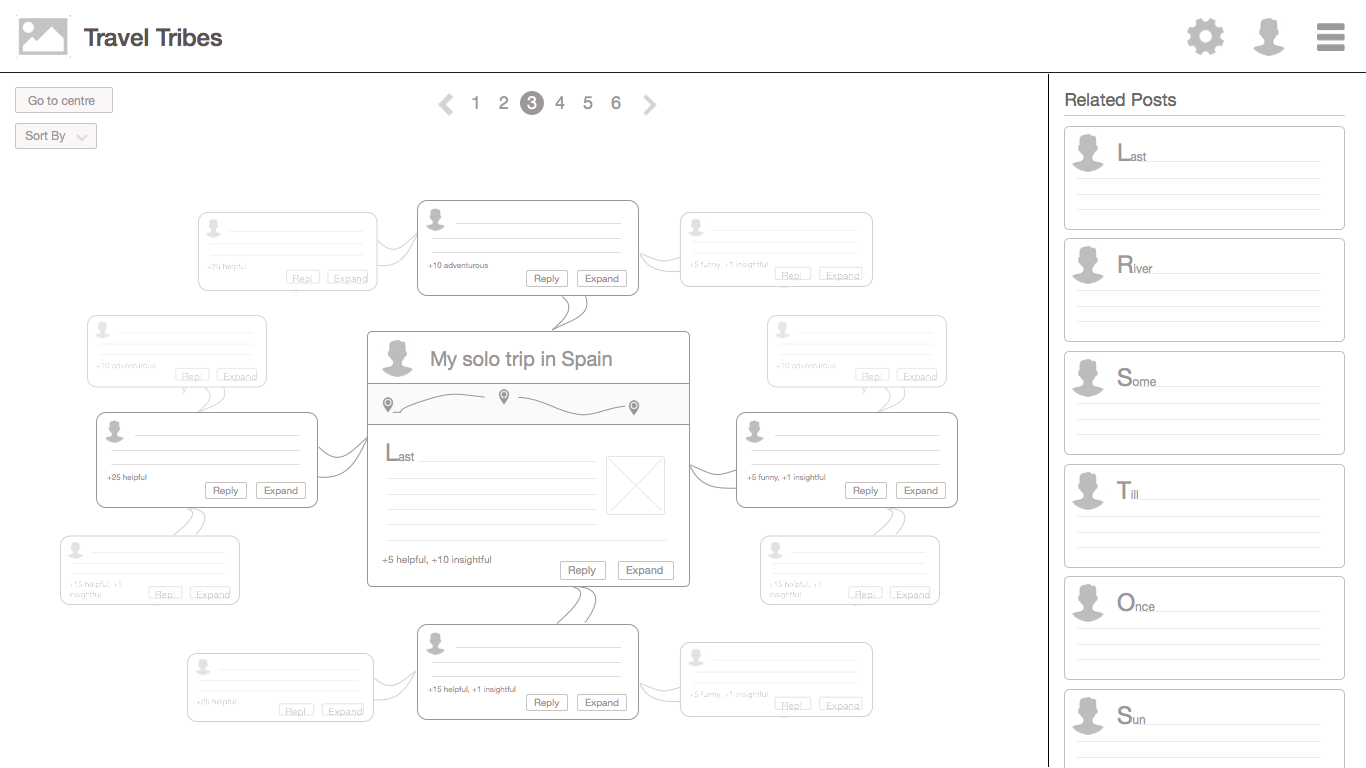 Travel Tribes
Go to centre
Sort By
1 2 3 4 5 6
Related Posts
Last
River
Some
Till
Once
Sun
+25 helpful
Repl
Expand
+10 adventurous
Reply
Expand
+5 funny, +1 insightful
Repl
Expand
+10 adventurous
Repl
y
Expand
My solo trip in Spain
Last
+5 helpful, +10 insightful
Reply
Expand
+10 adventurous
Repl
y
Expand
+25 helpful
Reply
Expand
+5 funny, +1 insightful
Reply
Expand
+15 helpful, +1
insightful
Repl
Expand
+15 helpful, +1
insightful
Repl
Expand
+25 helpful
Repl
Expand
+15 helpful, +1 insightful
Reply
Expand
+5 funny, +1 insightful
Repl
Expand